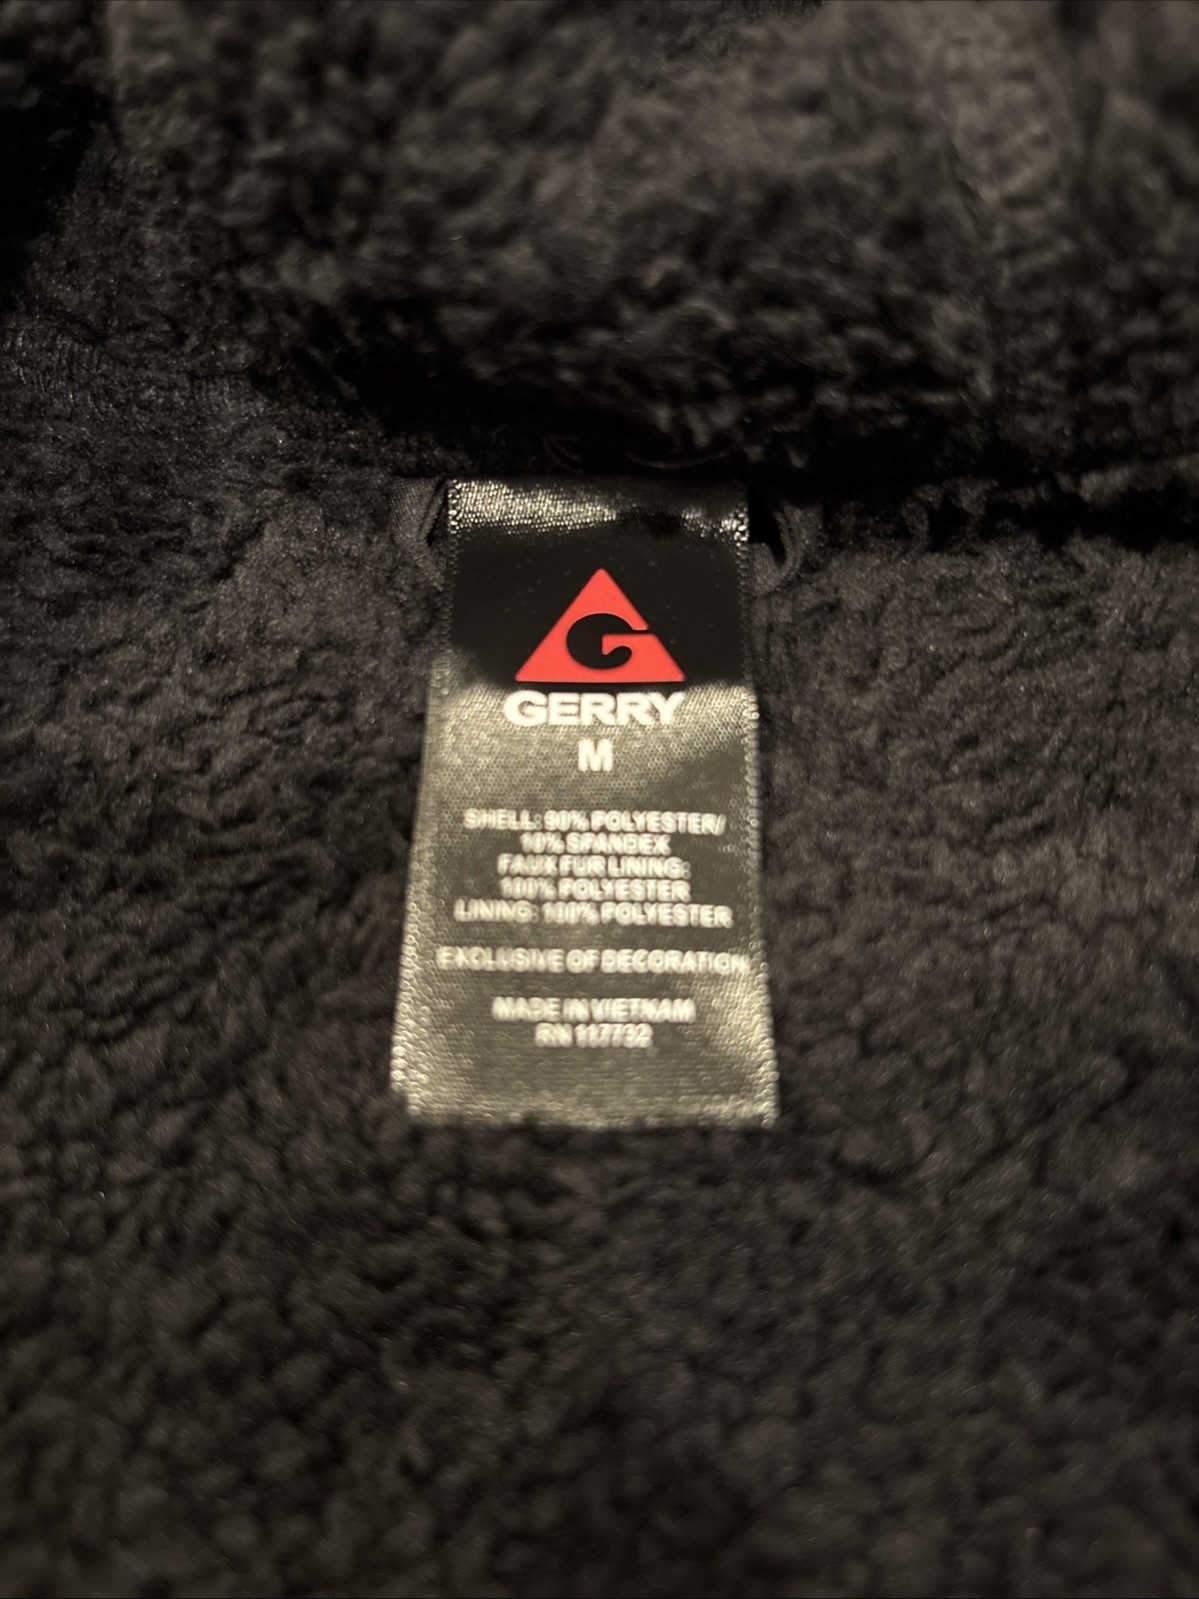 G
GERRY
M
SHELL: 90% POLYESTER/
10% SPANDEX
FAUX FUR LINING:
100% POLYESTER
LINING: 100% POLYESTER
EXCLUSIVE OF DECORATION
MADE IN VIETNAM
RN 117732